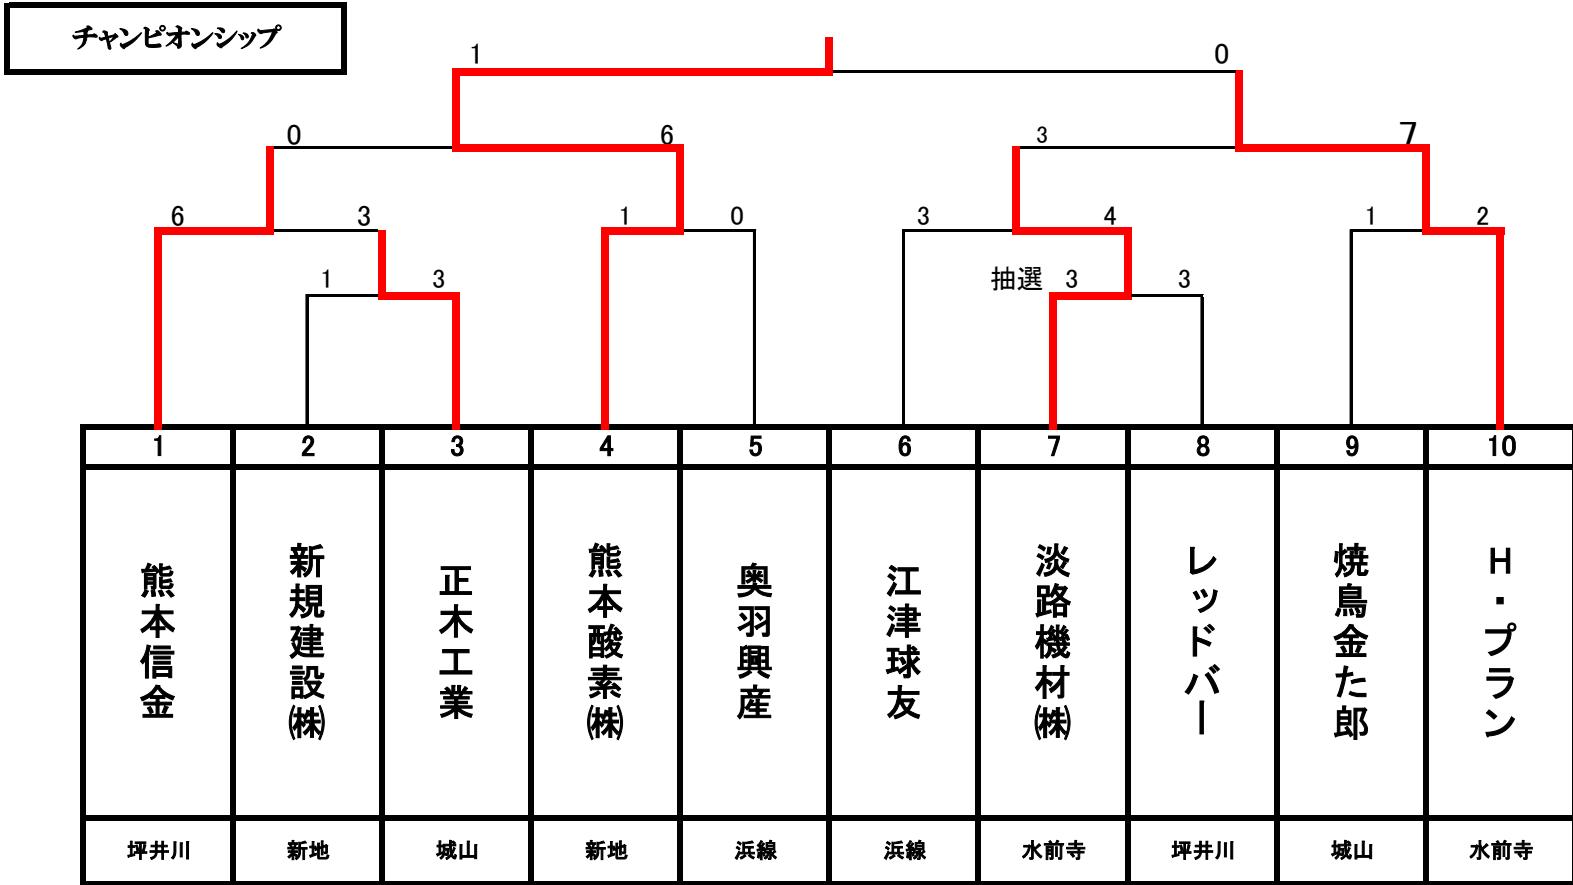 チャンピオンシップ
1 0
0 6 3 7
6 3 1 0 3 4 1 2
1 3 抽選 3 3
1 2 3 4 5 6 7 8 9 10
熊本信金
新規建設㈱
正木工業
熊本酸素㈱
奥羽興産
江津球友
淡路機材㈱
レッドバー
焼鳥金た郎
H・プラン
坪井川 新地 城山 新地 浜線 浜線 水前寺 坪井川 城山 水前寺